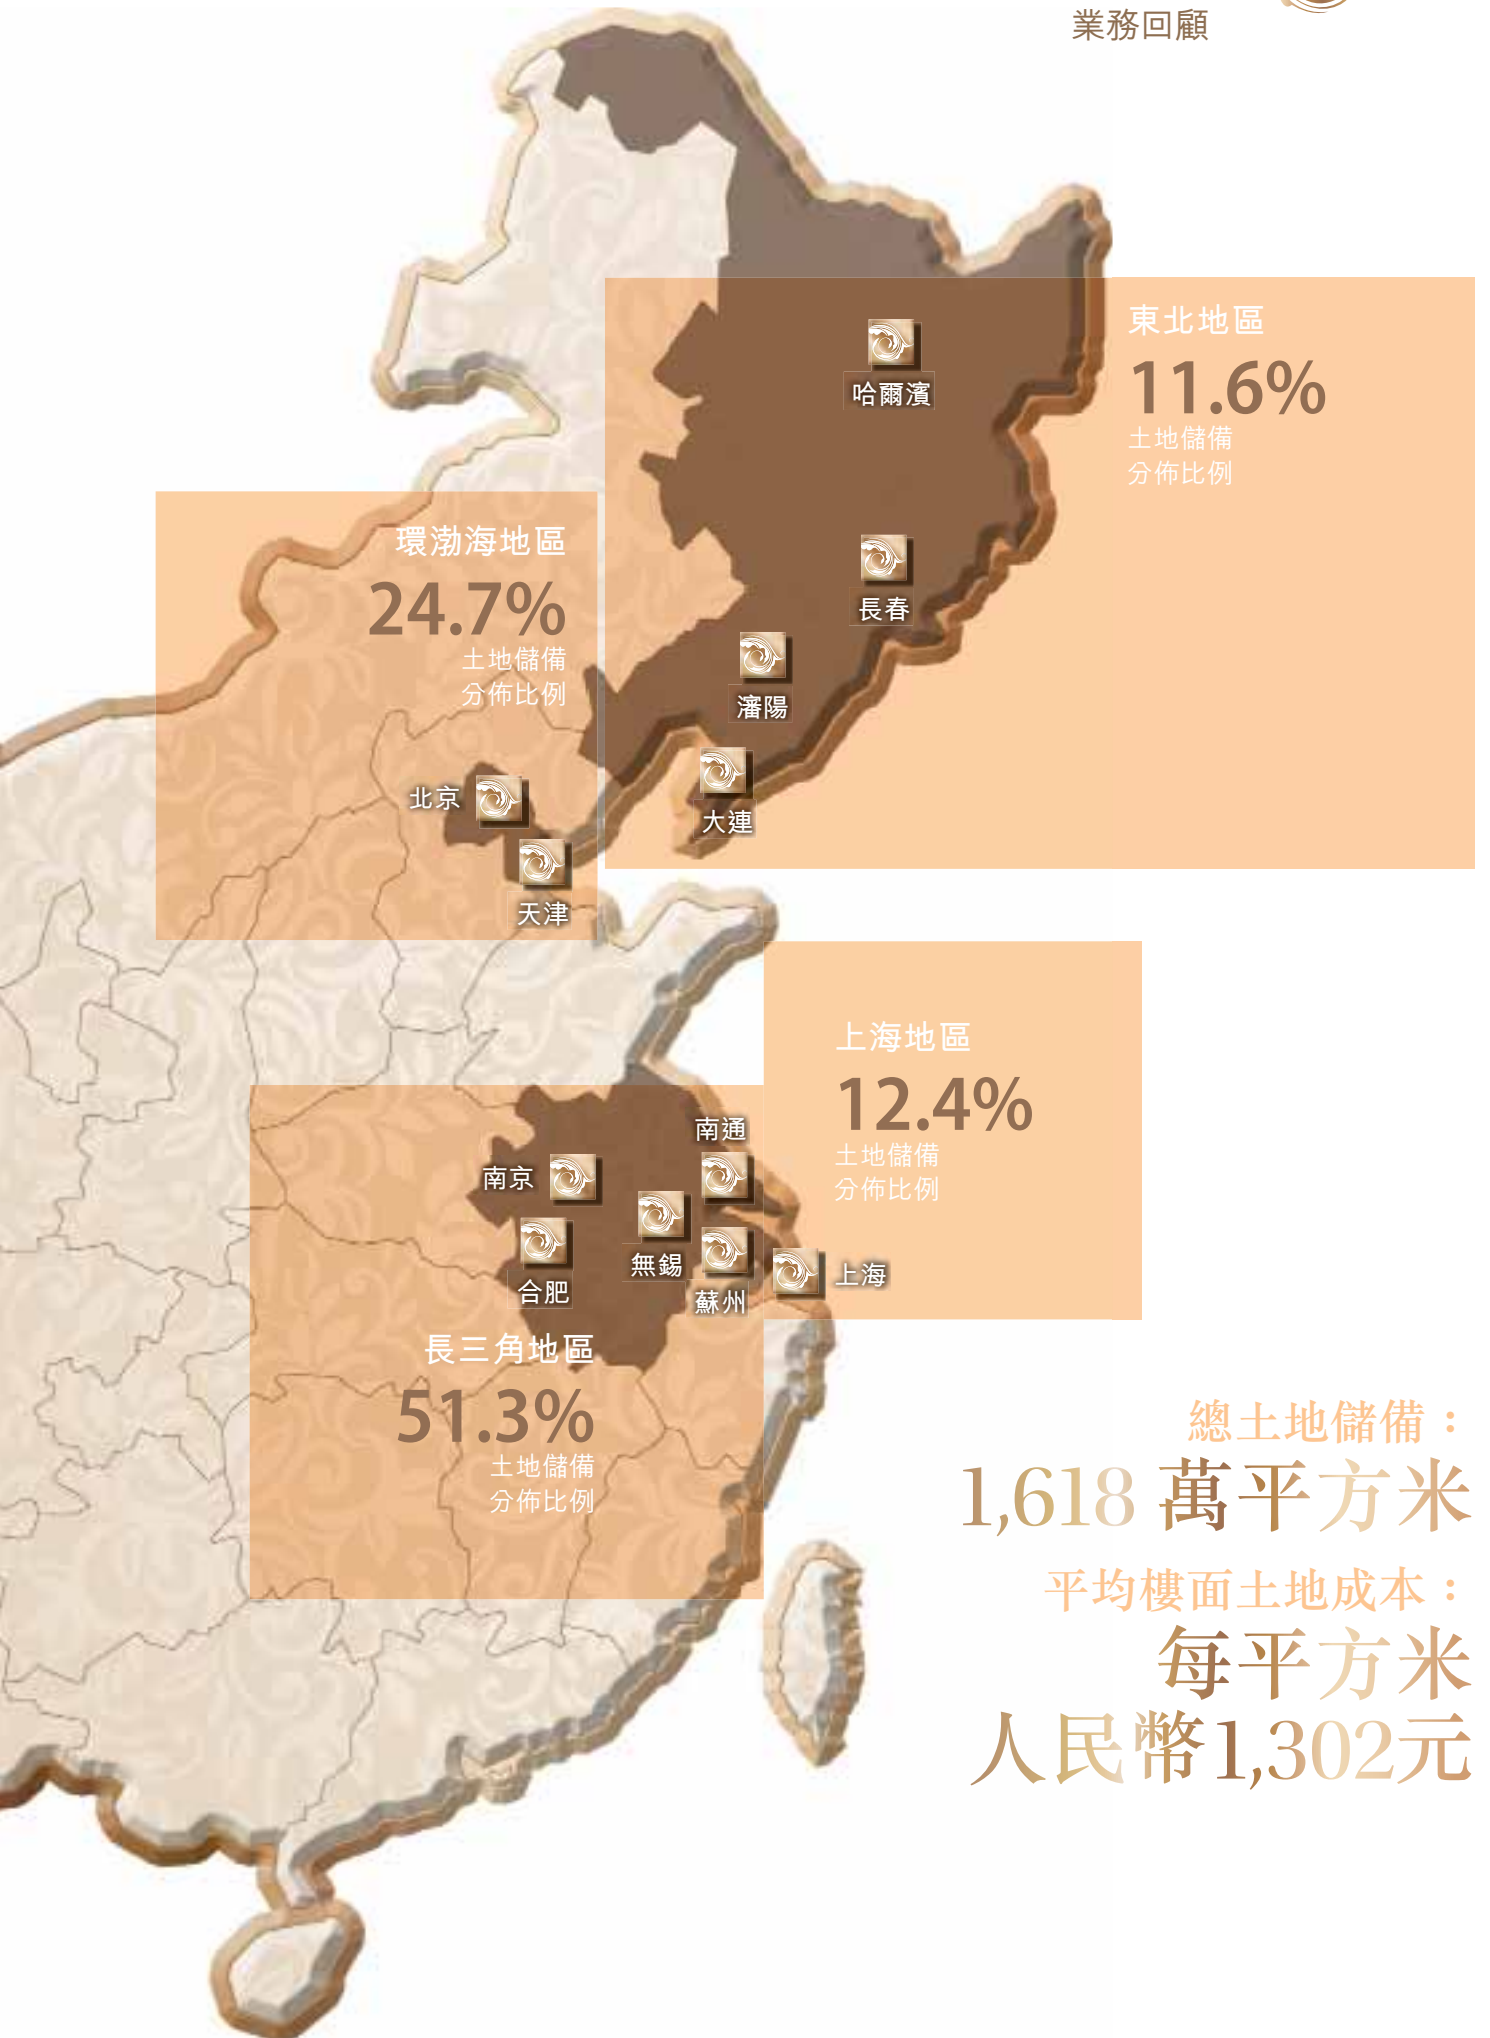 業務回顧
東北地區
11.6%
土地儲備
分佈比例
哈爾濱
長春
瀋陽
大連
環渤海地區
24.7%
土地儲備
分佈比例
北京
天津
上海地區
12.4%
土地儲備
分佈比例
上海
南通
南京
無錫
蘇州
合肥
長三角地區
51.3%
土地儲備
分佈比例
總土地儲備：
1,618 萬平方米
平均樓面土地成本：
每平方米
人民幣1,302元